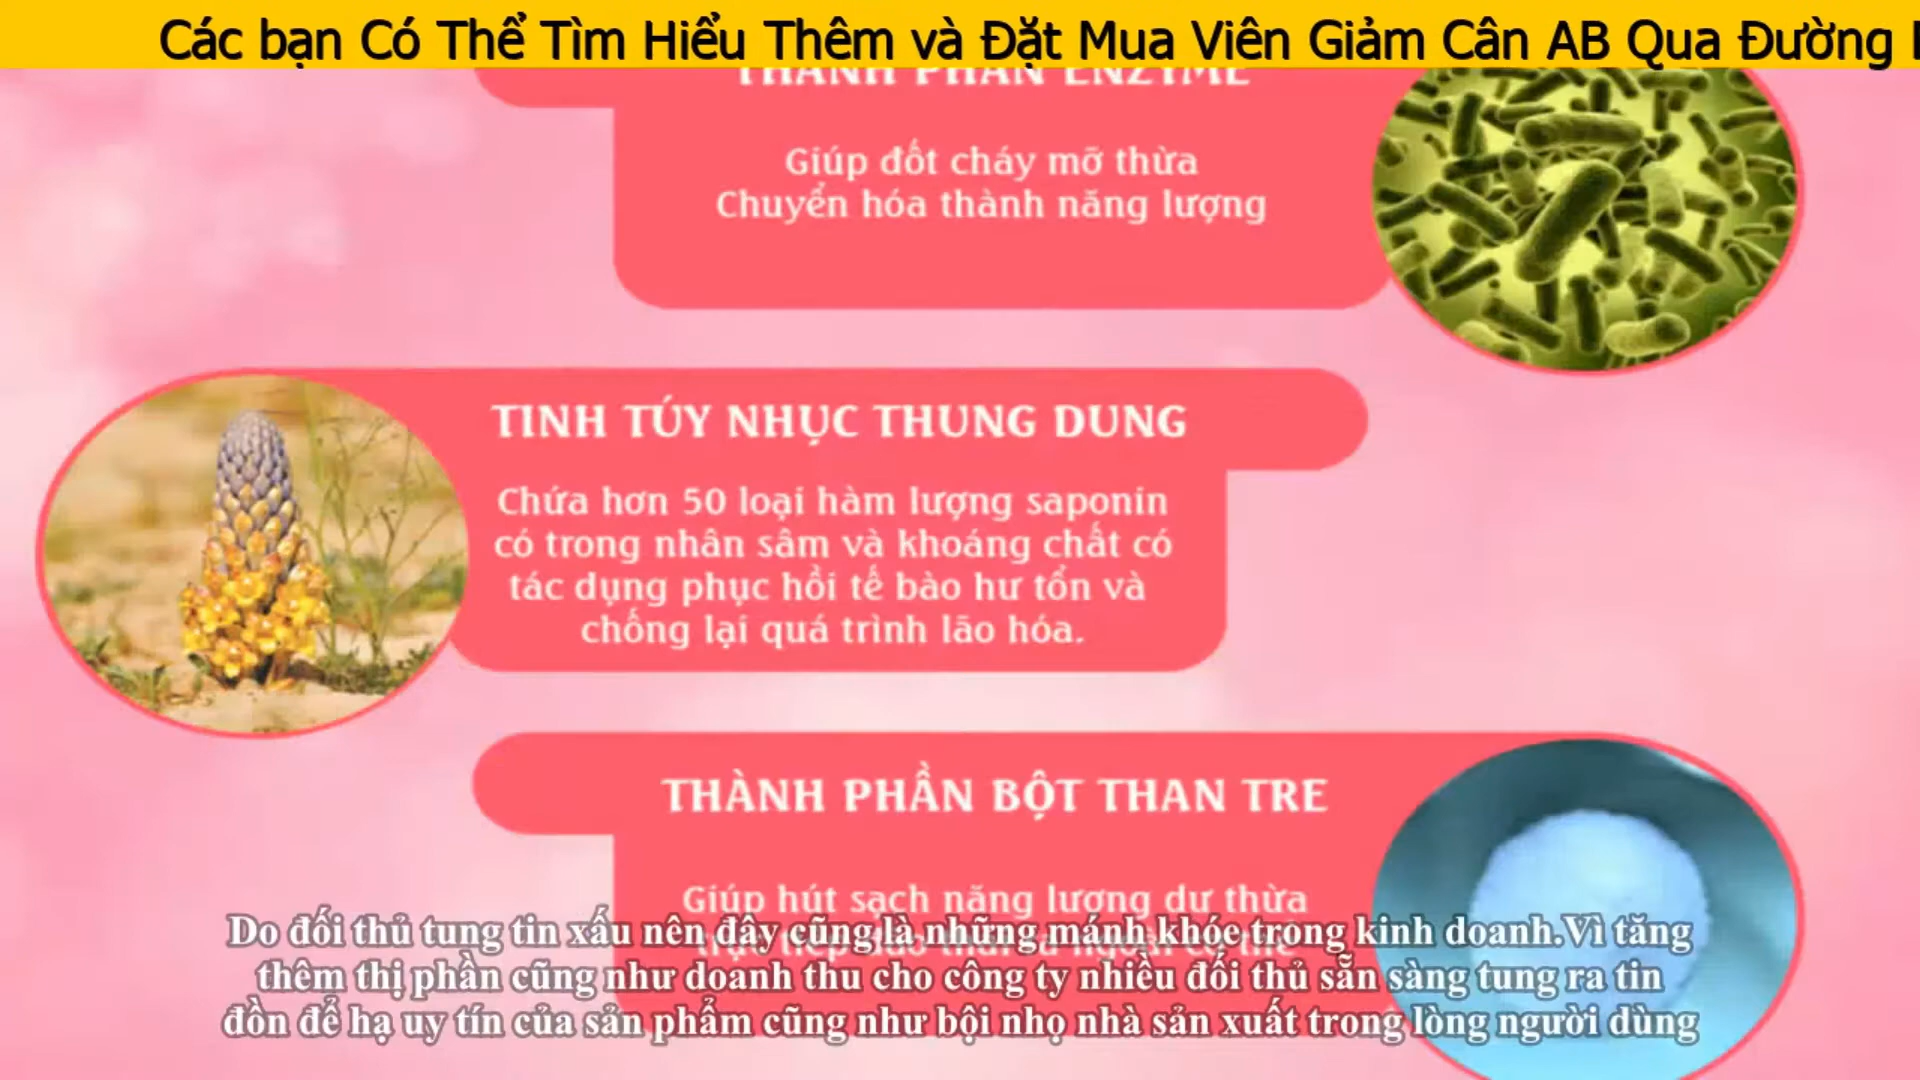 Các bạn Có Thể Tìm Hiểu Thêm và Đặt Mua Viên Giảm Cân AB Qua Đường
THÀNH PHẦN ENZYME
Giúp đốt cháy mỡ thừa
Chuyển hóa thành năng lượng
TINH TÚY NHỤC THUNG DUNG
Chứa hơn 50 loại hàm lượng saponin
có trong nhân sâm và khoáng chất có
tác dụng phục hồi tế bào hư tổn và
chống lại quá trình lão hóa.
THÀNH PHẦN BỘT THAN TRE
Giúp hút sạch năng lượng dư thừa
Do đối thủ tung tin xấu nên đây cũng là những mánh khóe trong kinh doanh.Vì tăng
thêm thị phần cũng như doanh thu cho công ty nhiều đối thủ sẵn sàng tung ra tin
đồn để hạ uy tín của sản phẩm cũng như bội nhọ nhà sản xuất trong lòng người dùng